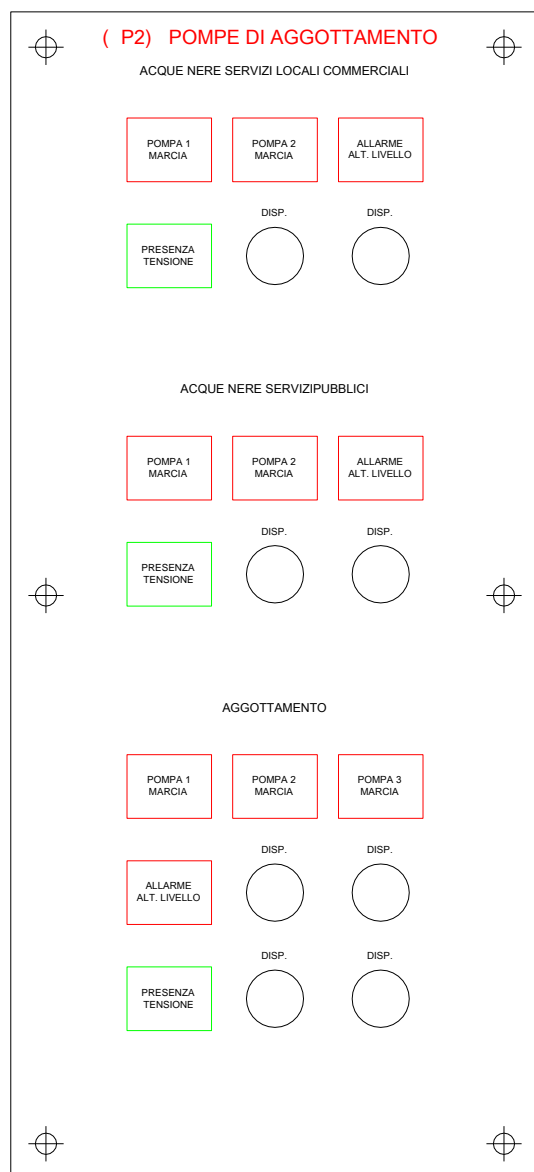 ( P2) POMPE DI AGGOTTAMENTO
ACQUE NERE SERVIZI LOCALI COMMERCIALI
POMPA 1
MARCIA
POMPA 2
MARCIA
ALLARME
ALT. LIVELLO
PRESENZA
TENSIONE
DISP.
DISP.
ACQUE NERE SERVIZIPUBBLICI
POMPA 1
MARCIA
POMPA 2
MARCIA
ALLARME
ALT. LIVELLO
PRESENZA
TENSIONE
DISP.
DISP.
AGGOTTAMENTO
POMPA 1
MARCIA
POMPA 2
MARCIA
POMPA 3
MARCIA
ALLARME
ALT. LIVELLO
DISP.
DISP.
PRESENZA
TENSIONE
DISP.
DISP.